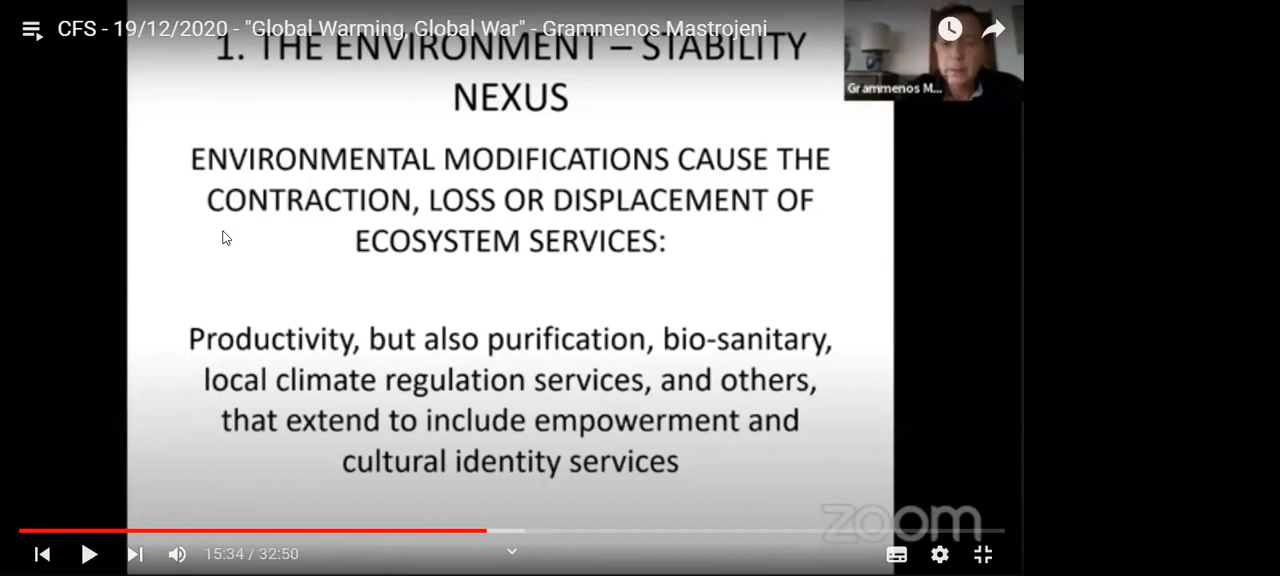 CFS - 19/12/2020 - "Global Warming, Global War" - Grammenos Mastrojeni
1. THE ENVIRONMENT – STABILITY
NEXUS
Grammenos M...
ENVIRONMENTAL MODIFICATIONS CAUSE THE
CONTRACTION, LOSS OR DISPLACEMENT OF
ECOSYSTEM SERVICES:
Productivity, but also purification, bio-sanitary,
local climate regulation services, and others,
that extend to include empowerment and
cultural identity services
zoom
15:34 / 32:50